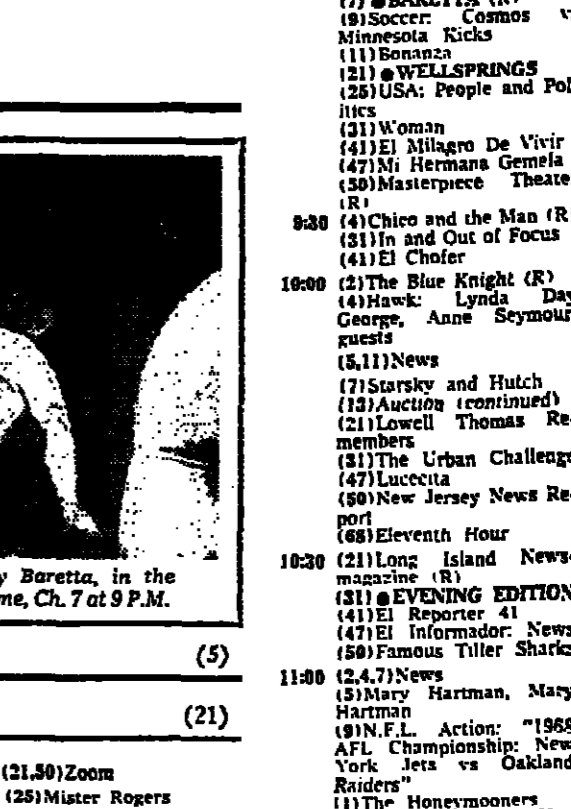 y Baretta, in the
me, Ch. 7 at 9 P.M.
(5)
(21)
(21,50)Zoom
(25)Mister Rogers
(7) ●BARETTA (R)
(9)Soccer: Cosmos v
Minnesota Kicks
(11)Bonanza
(21)●WELLSPRINGS
(25)USA: People and Pol
itics
(31)Woman
(41)El Milagro De Vivir
(47)Mi Hermana Gemela
(50)Masterpiece Theate
(R)
9:30 (4)Chico and the Man (R
(31)In and Out of Focus
(41)El Chofer
10:00 (2)The Blue Knight (R)
(4)Hawk: Lynda Day
George, Anne Seymour
guests
(5,11)News
(7)Starsky and Hutch
(13)Auction (continued)
(21)Lowell Thomas Re-
members
(31)The Urban Challenge
(47)Lucecita
(50)New Jersey News Re-
port
(68)Eleventh Hour
10:30 (21)Long Island News-
magazine (R)
(31)●EVENING EDITION
(41)El Reporter 41
(47)El Informador: News
(50)Famous Tiller Sharks
11:00 (2,4,7)News
(5)Mary Hartman, Mary
Hartman
(9)N.F.L. Action: "1968
AFL Championship: New
York Jets vs Oakland
Raiders"
(1)The Honeymooners